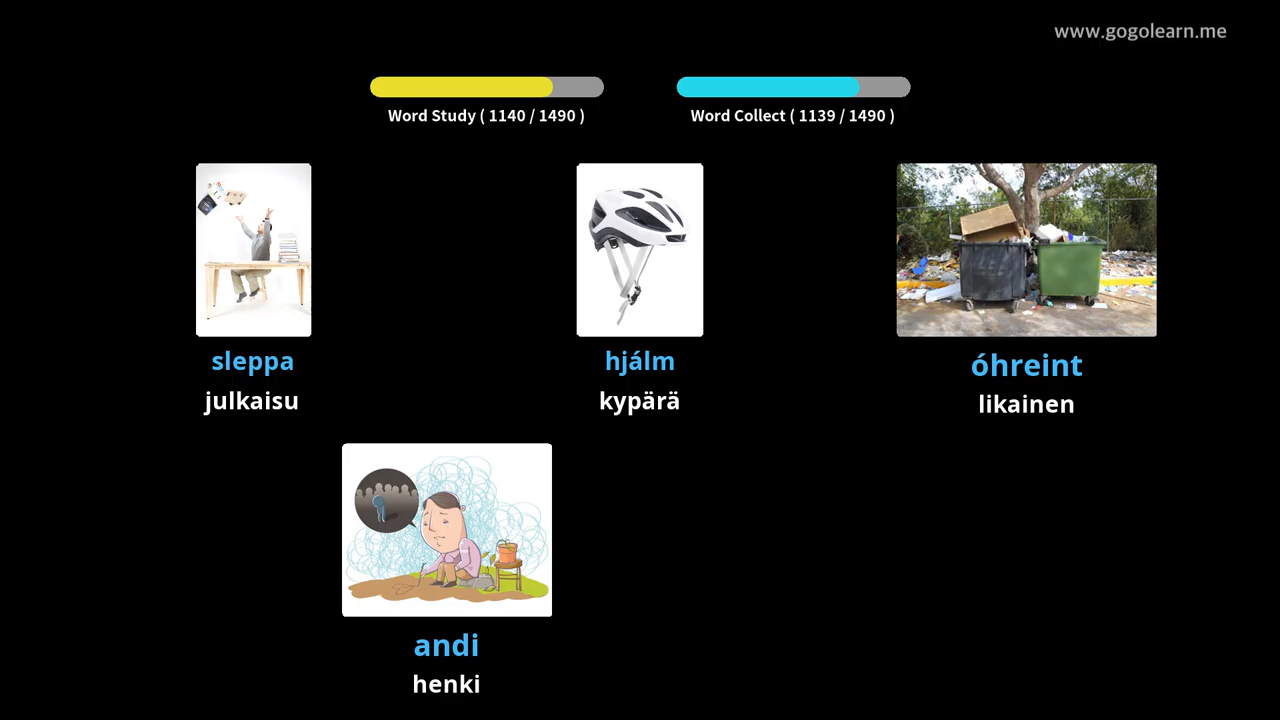 www.gogolearn.me
Word Study ( 1140 / 1490 )
Word Collect ( 1139 / 1490 )
sleppa
julkaisu
hjálm
kypärä
óhreint
likainen
andi
henki